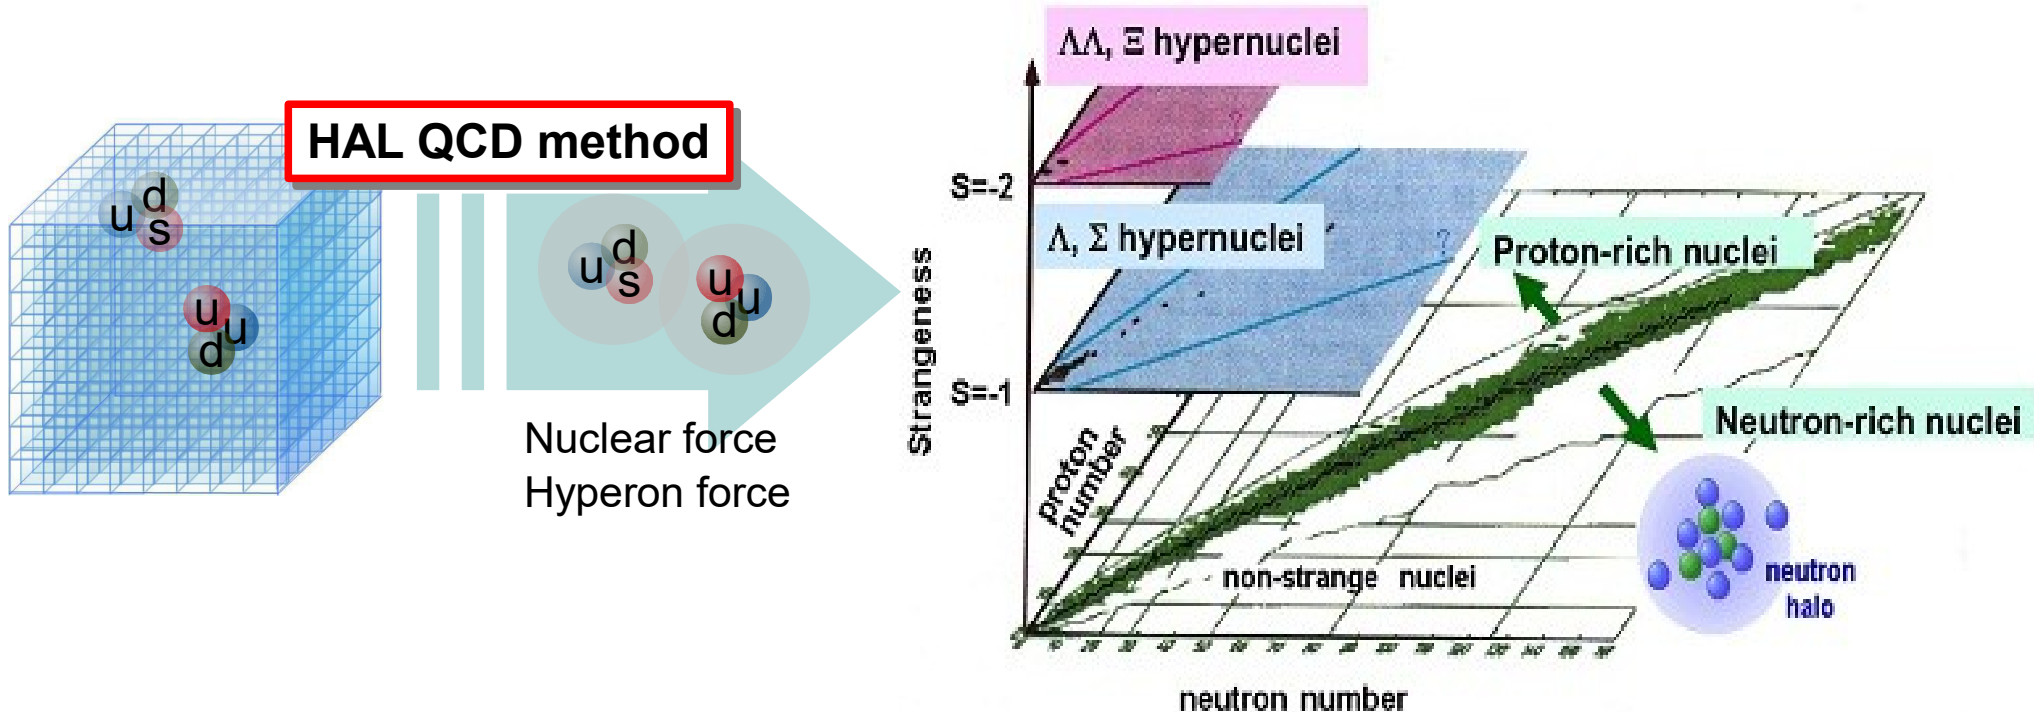 HAL QCD method
d
u
s
u
u
d
d
u
s
u
u
d
Nuclear force
Hyperon force
ΛΛ, Ξ hypernuclei
S=-2
?
Λ, Σ hypernuclei
?
S=-1
Strangeness
Proton-rich nuclei
Neutron-rich nuclei
proton
number
non-strange nuclei
neutron
halo
neutron number